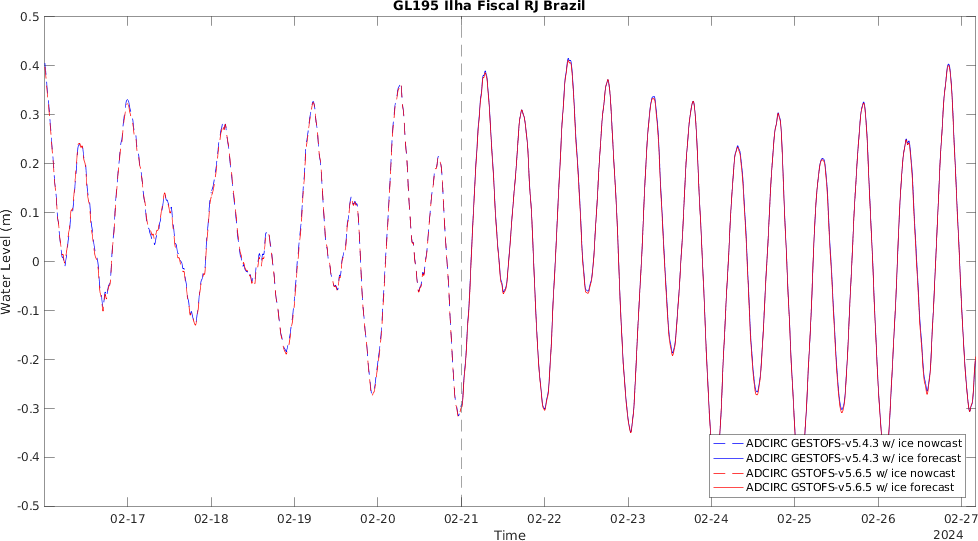 GL195 Ilha Fiscal RJ Brazil
0.5
0.4
0.3
0.2
0.1
0
-0.1
-0.2
-0.3
-0.4
-0.5
Water Level (m)
ADCIRC GESTOFS-v5.4.3 w/ ice nowcast
ADCIRC GESTOFS-v5.4.3 w/ ice forecast
ADCIRC GSTOFS-v5.6.5 w/ ice nowcast
ADCIRC GSTOFS-v5.6.5 w/ ice forecast
02-17 02-18 02-19 02-20 02-21 02-22 02-23 02-24 02-25 02-26 02-27
Time
2024